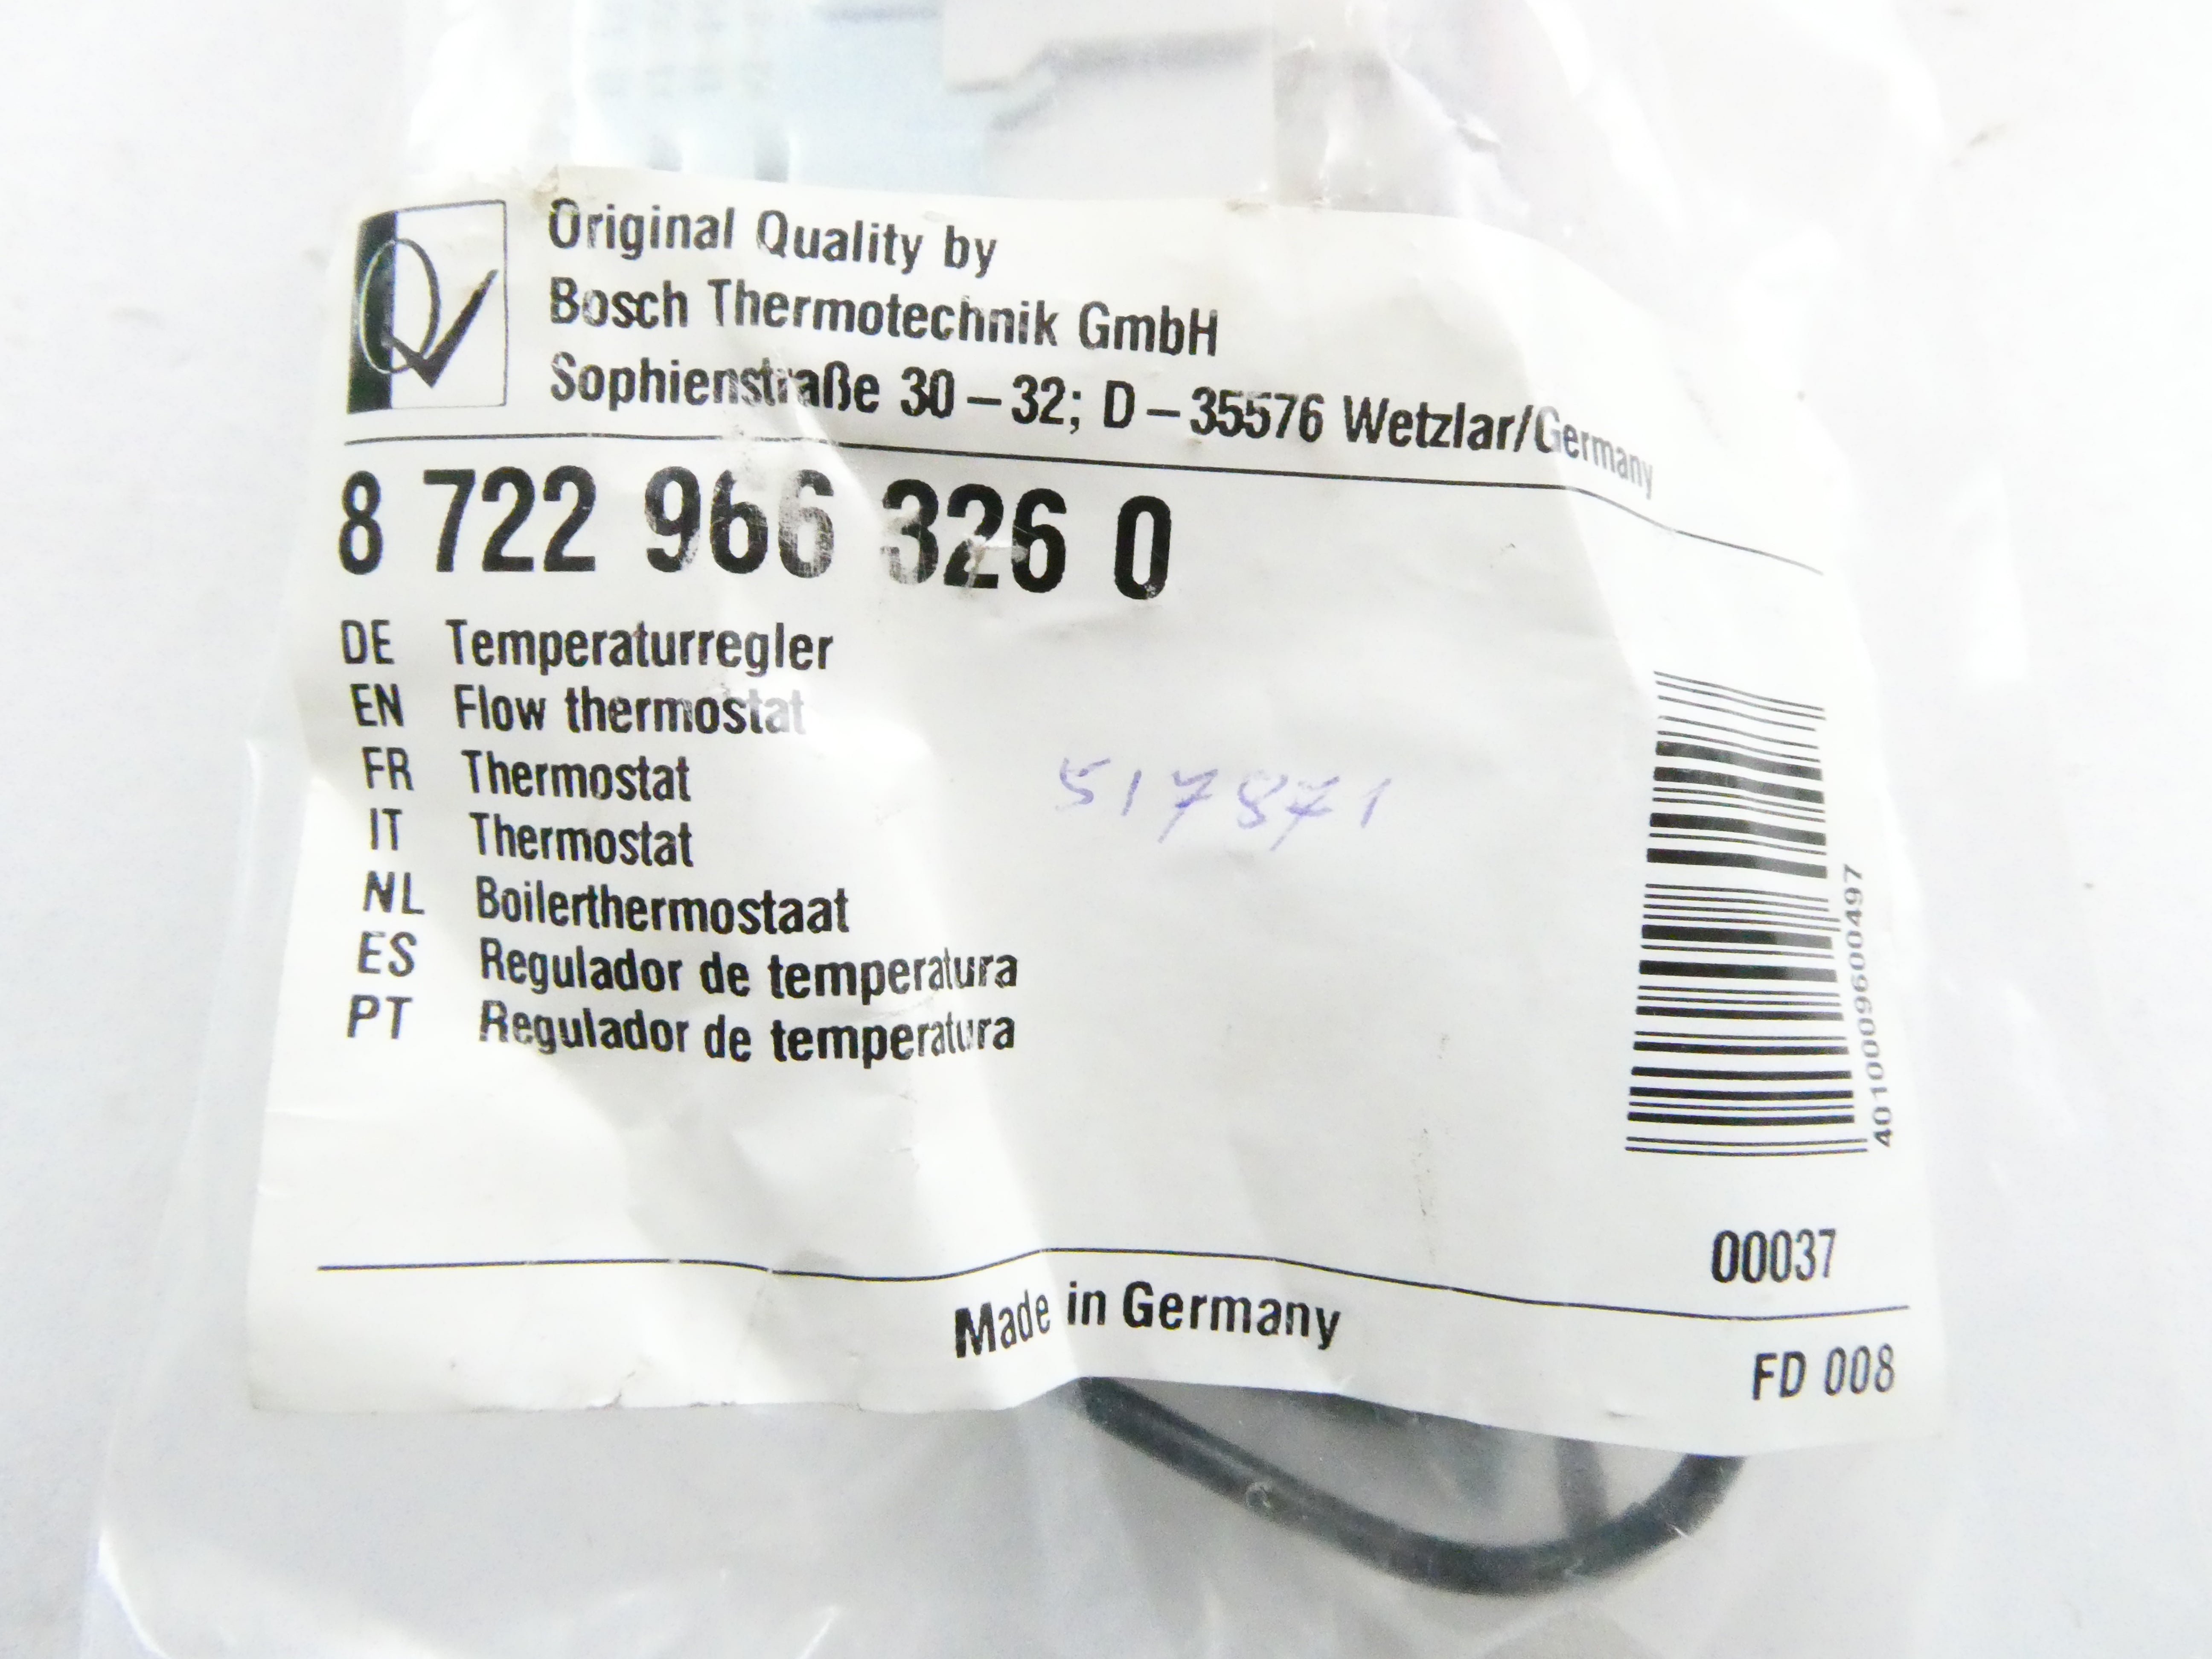 Original Quality by
Bosch Thermotechnik GmbH
Sophienstraße 30 – 32; D – 35576 Wetzlar/Germany
8 722 966 326 0
DE Temperaturregler
EN Flow thermostat
FR Thermostat
IT Thermostat
NL Boilerthermostaat
ES Regulador de temperatura
PT Regulador de temperatura
517871
4010009600497
00037
Made in Germany
FD 008